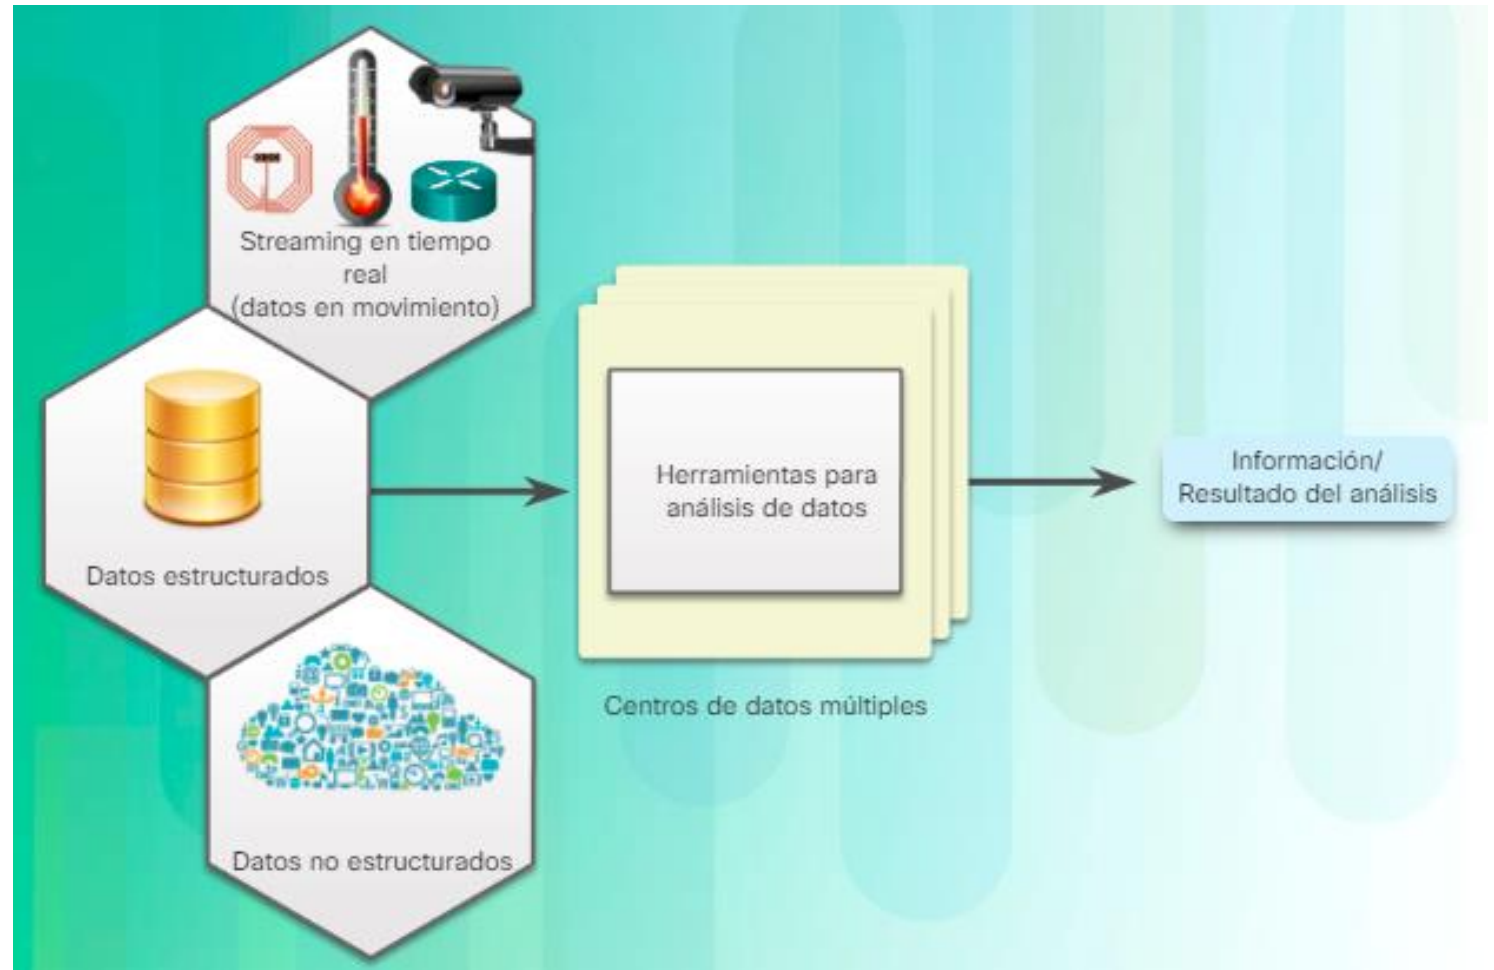 Streaming en tiempo
real
(datos en movimiento)
Datos estructurados
Datos no estructurados
Herramientas para
análisis de datos
Centros de datos múltiples
Información/
Resultado del análisis